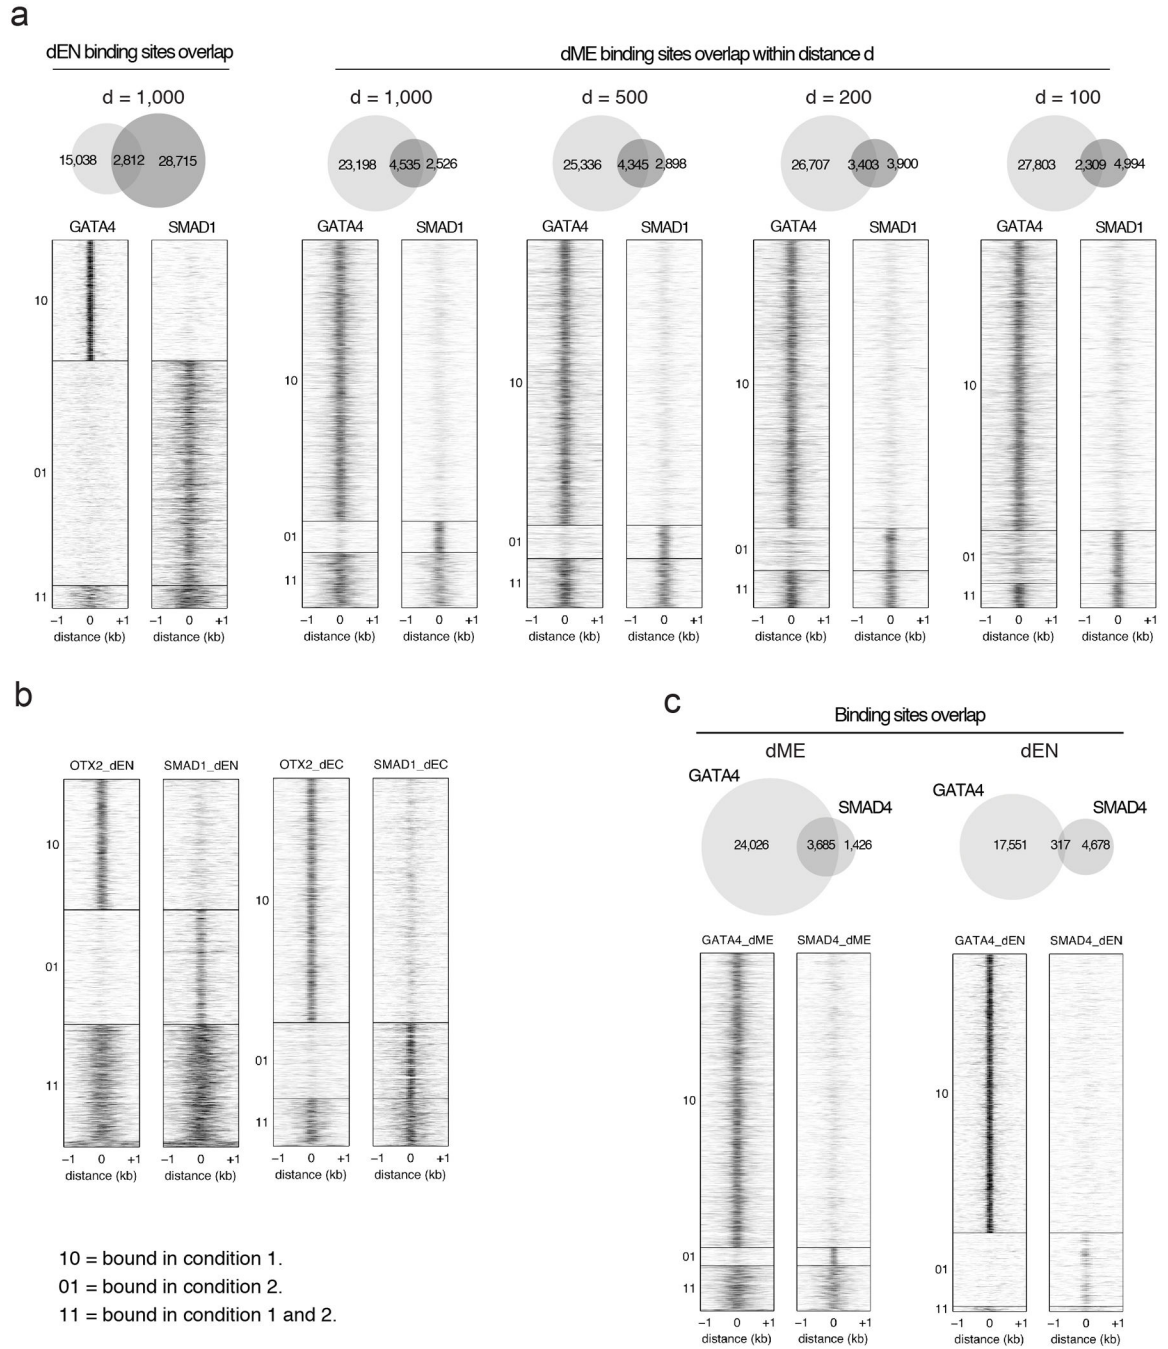 a
dEN binding sites overlap
dME binding sites overlap within distance d
d = 1,000
d = 1,000
d = 500
d = 200
d = 100
15,038 2,812 28,715
23,198 4,535 2,526
25,336 4,345 2,898
26,707 3,403 3,900
27,803 2,309 4,994
GATA4 SMAD1
GATA4 SMAD1
GATA4 SMAD1
GATA4 SMAD1
GATA4 SMAD1
10
01
11
10
01
11
10
01
11
10
01
11
10
01
11
−1 0 +1 −1 0 +1
distance (kb) distance (kb)
−1 0 +1 −1 0 +1
distance (kb) distance (kb)
−1 0 +1 −1 0 +1
distance (kb) distance (kb)
−1 0 +1 −1 0 +1
distance (kb) distance (kb)
−1 0 +1 −1 0 +1
distance (kb) distance (kb)
b
OTX2_dEN SMAD1_dEN OTX2_dEC SMAD1_dEC
10
01
11
10
01
11
−1 0 +1 −1 0 +1 −1 0 +1 −1 0 +1
distance (kb) distance (kb) distance (kb) distance (kb)
10 = bound in condition 1.
01 = bound in condition 2.
11 = bound in condition 1 and 2.
c
Binding sites overlap
dME
dEN
GATA4
SMAD4
24,026 3,685 1,426
GATA4
SMAD4
17,551 317 4,678
GATA4_dME SMAD4_dME
GATA4_dEN SMAD4_dEN
10
01
11
10
01
11
−1 0 +1 −1 0 +1
distance (kb) distance (kb)
−1 0 +1 −1 0 +1
distance (kb) distance (kb)